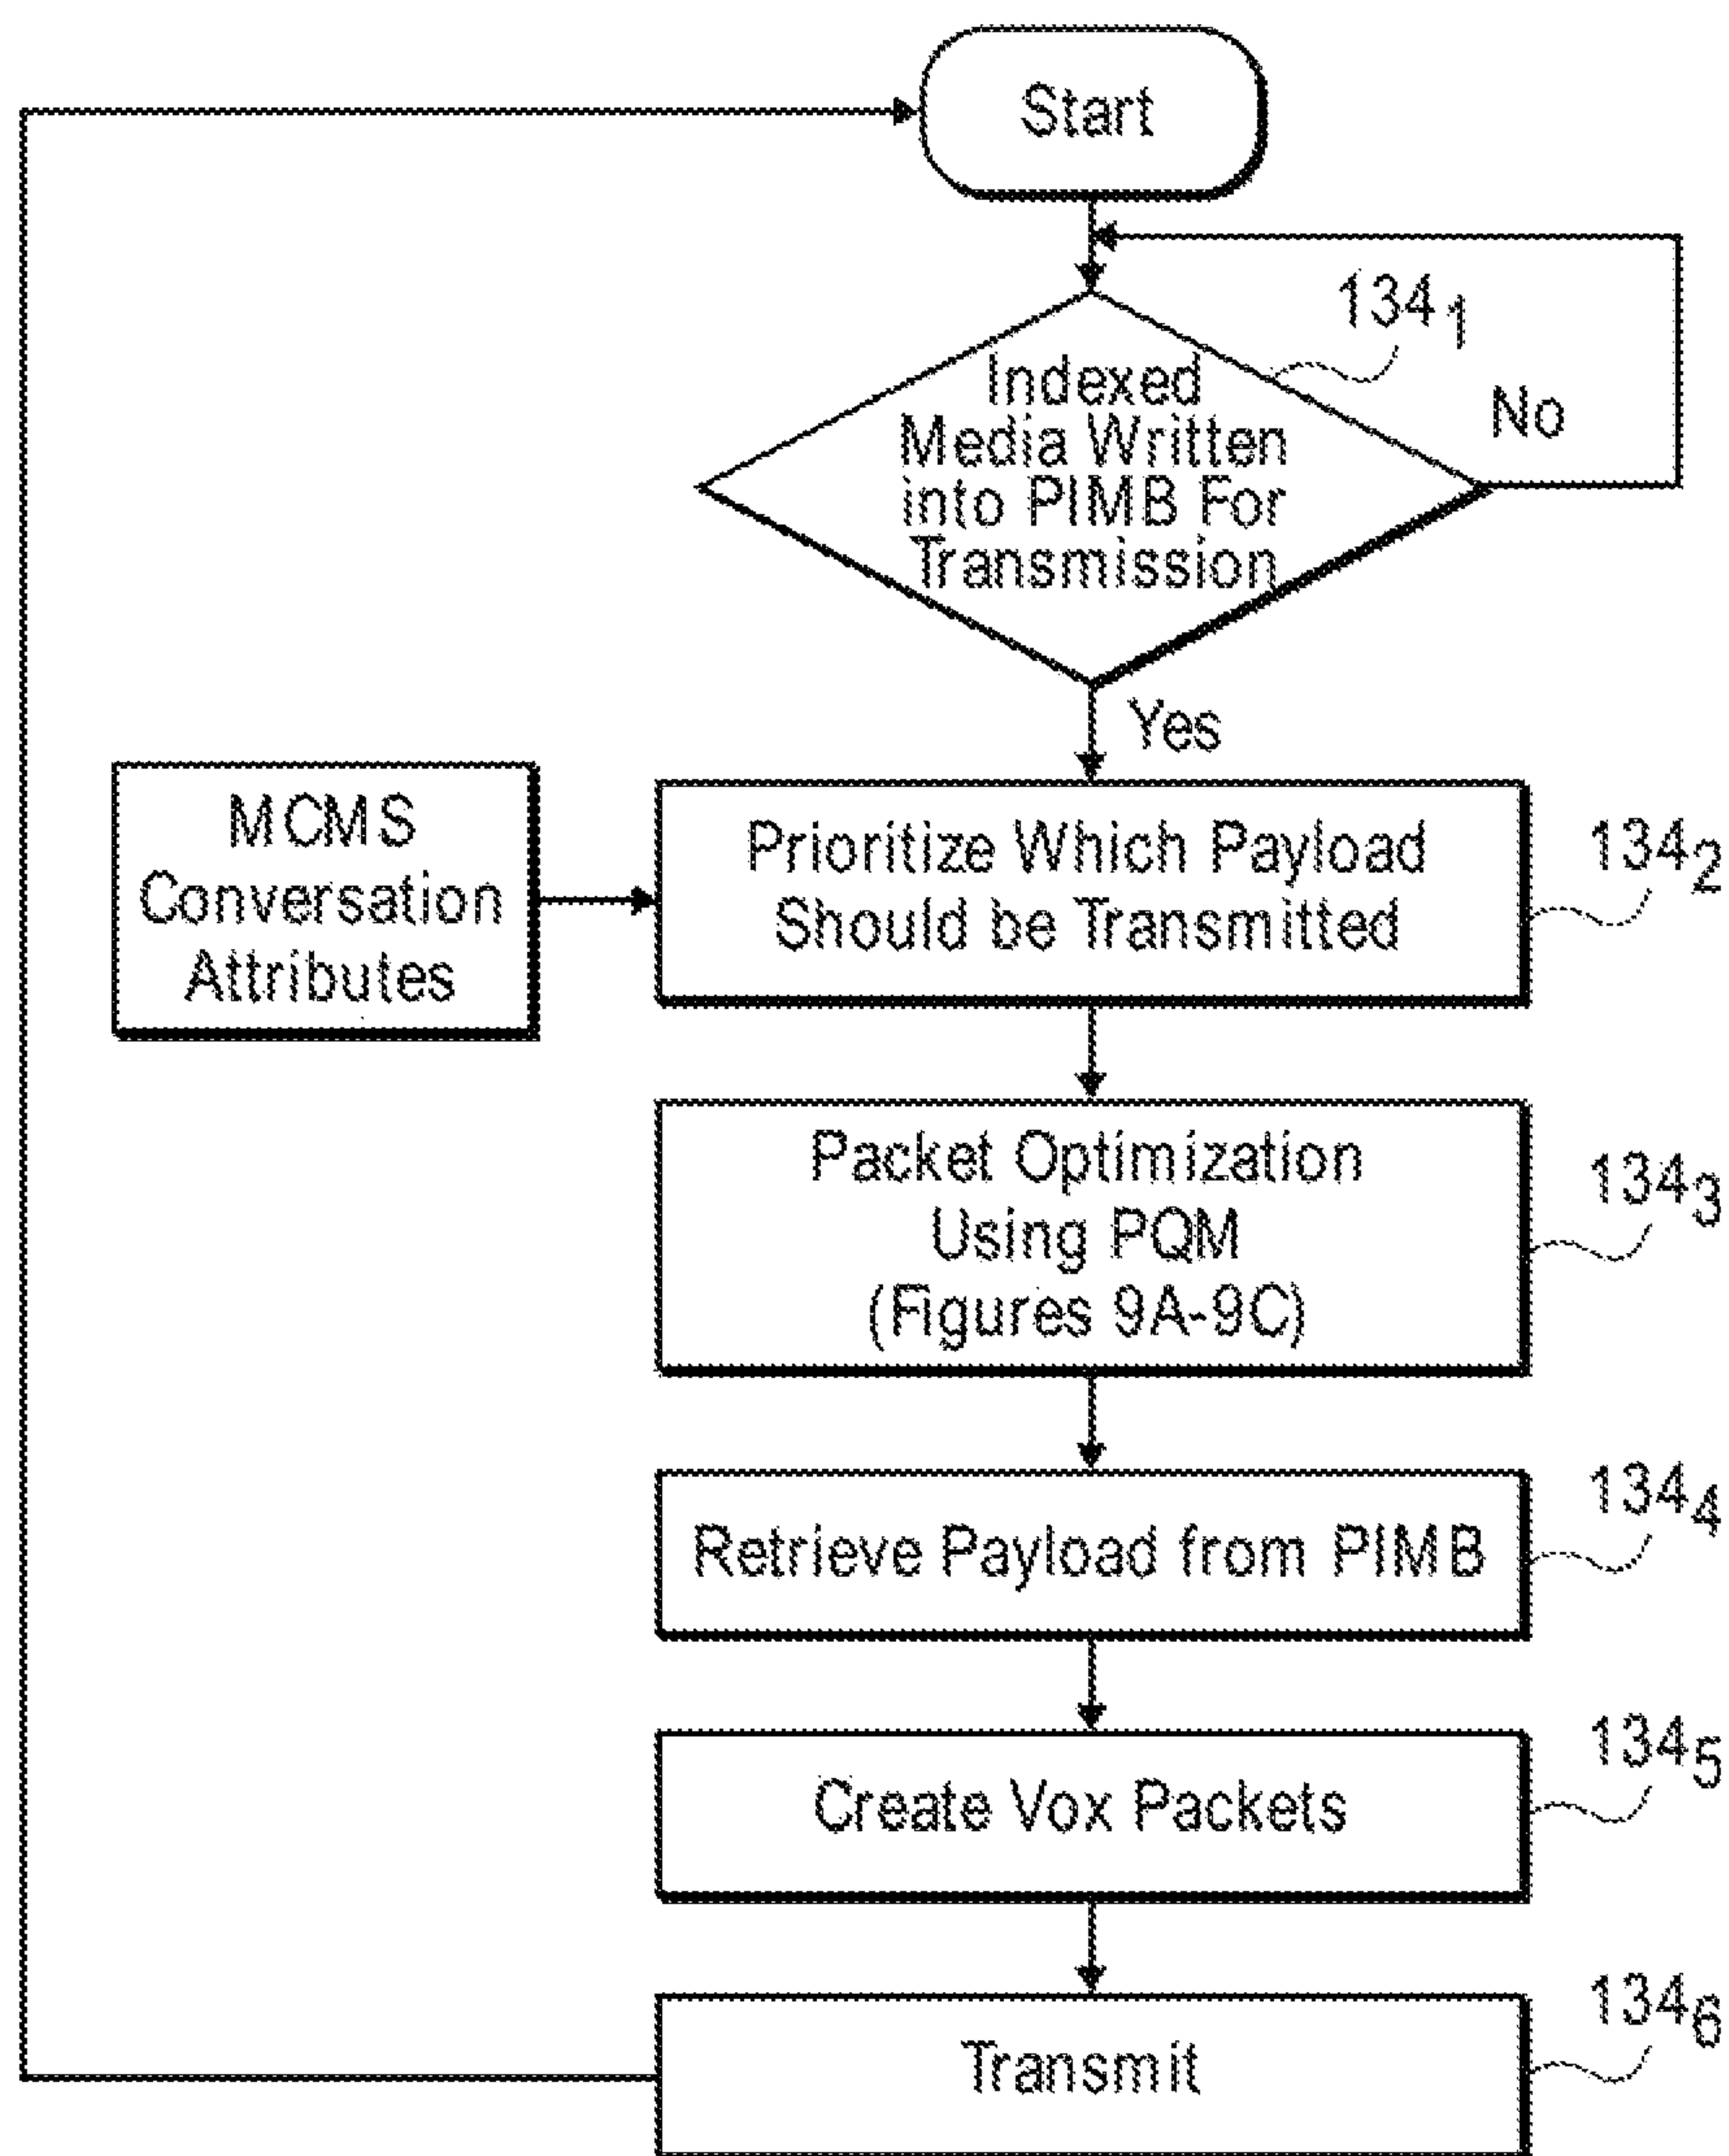 Start
134₁
Indexed
Media Written
into PIMB For
Transmission
No
Yes
MCMS
Conversation
Attributes
Prioritize Which Payload
Should be Transmitted
134₂
Packet Optimization
Using PQM
(Figures 9A-9C)
134₃
Retrieve Payload from PIMB
134₄
Create Vox Packets
134₅
Transmit
134₆